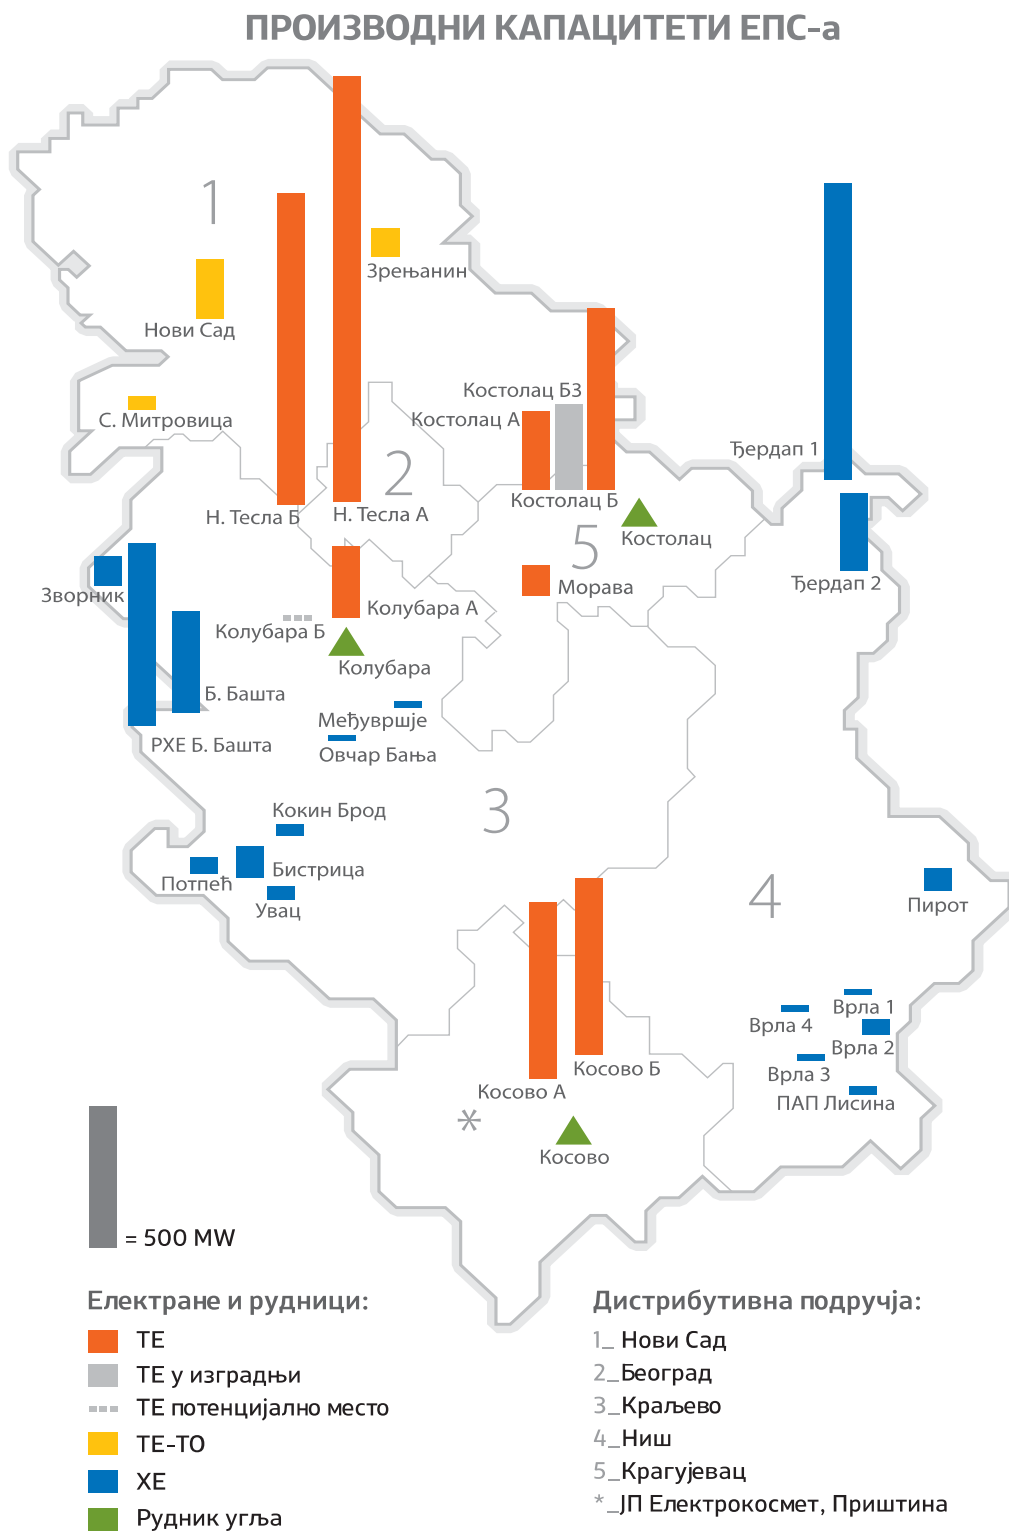 ПРОИЗВОДНИ КАПАЦИТЕТИ ЕПС-а
1
Зрењанин
Нови Сад
Костолац Б3
С. Митровица
Костолац А
Ђердап 1
2
Костолац Б
Н. Тесла Б
Н. Тесла А
Костолац
5
Ђердап 2
Морава
Зворник
Колубара А
Колубара Б
Колубара
Б. Башта
Међувршје
РХЕ Б. Башта
Овчар Бања
Кокин Брод
3
Бистрица
Потпећ
4
Увац
Пирот
Врла 1
Врла 4
Врла 2
Косово Б
Врла 3
Косово А
ПАП Лисина
*
Косово
= 500 MW
Електране и рудници:
ТЕ
ТЕ у изградњи
ТЕ потенцијално место
ТЕ-ТО
ХЕ
Рудник угља
Дистрибутивна подручја:
1_ Нови Сад
2_Београд
3_Краљево
4_Ниш
5_Крагујевац
*_ЈП Електрокосмет, Приштина